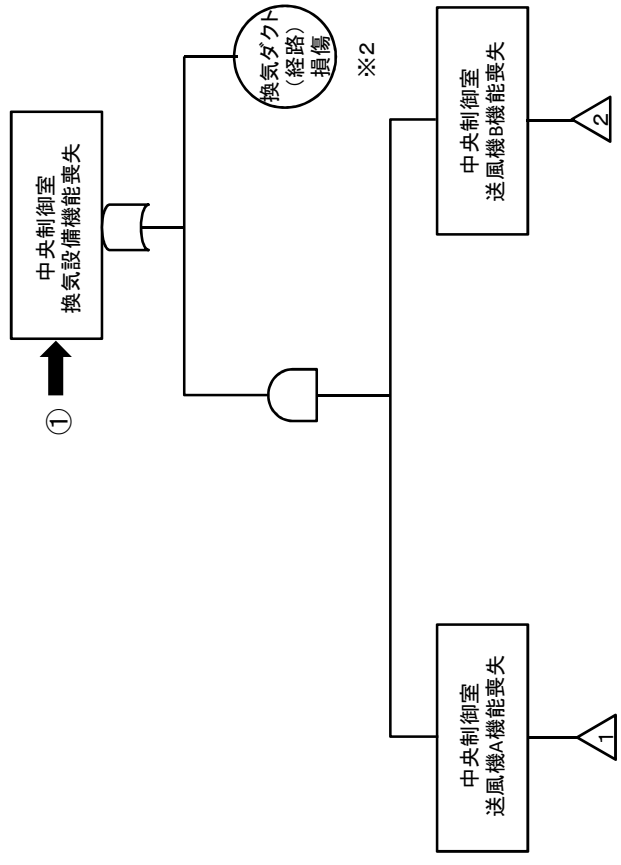 ①
中央制御室
換気設備機能喪失
換気ダクト
(経路)
損傷
※2
中央制御室
送風機A機能喪失
1
中央制御室
送風機B機能喪失
2